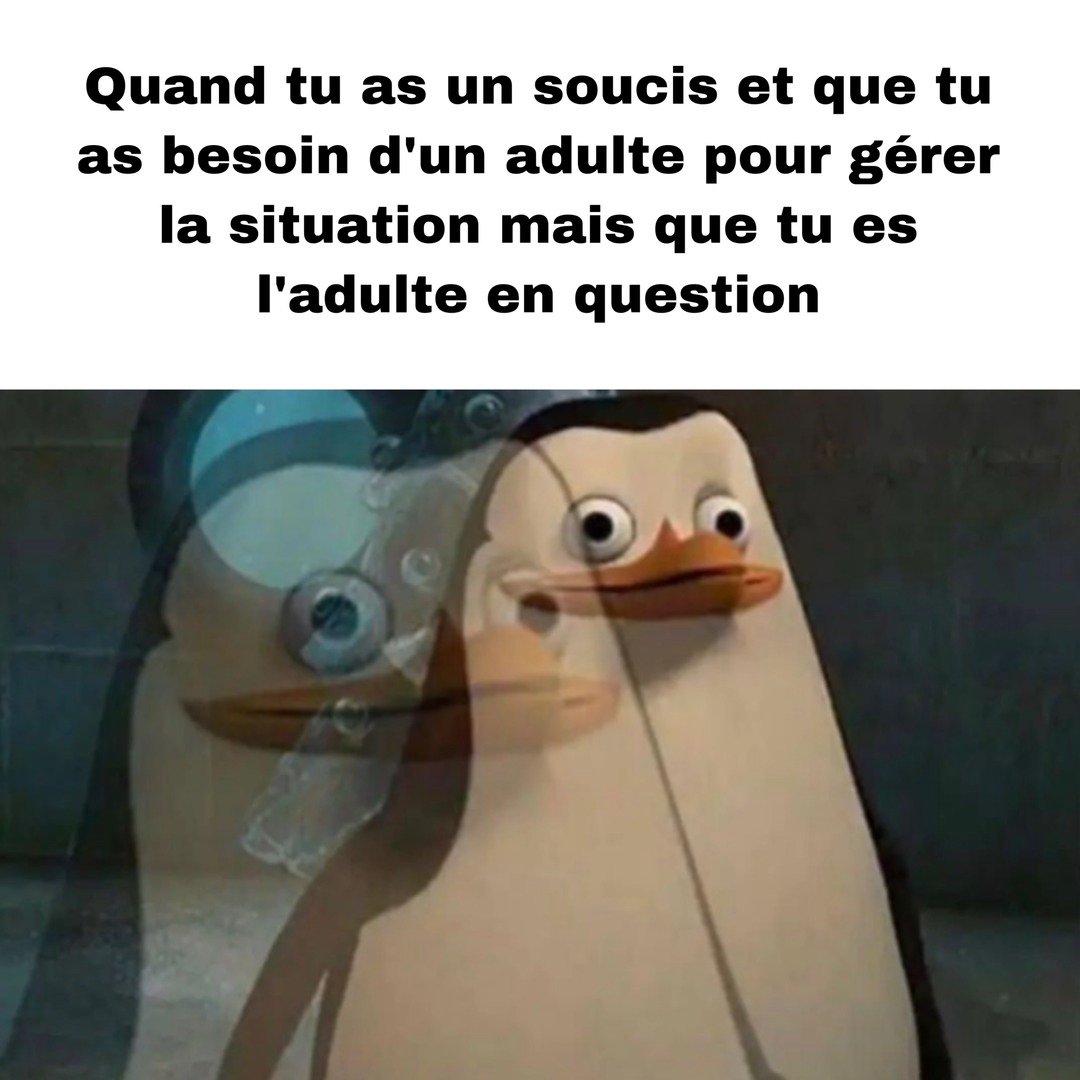 Quand tu as un soucis et que tu
as besoin d'un adulte pour gérer
la situation mais que tu es
l'adulte en question